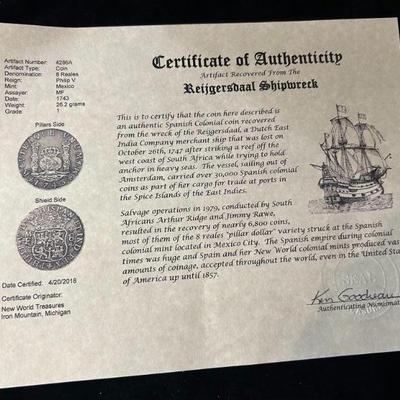 Artifact Number: 4286A
Artifact Type: Coin
Denomination: 8 Reales
Reign: Philip V
Mint: Mexico
Assayer: MF
Date: 1743
Weight: 26.2 grams
Grade: 1
Pillars Side
Shield Side
Date Certified: 4/20/2018
Certificate Originator:
New World Treasures
Iron Mountain, Michigan
Certificate of Authenticity
Artifact Recovered From The
Reijgersdaal Shipwreck
This is to certify that the coin here described is
an authentic Spanish Colonial coin recovered
from the wreck of the Reijgersdaal, a Dutch East
India Company merchant ship that was lost on
October 26th, 1747 after striking a reef off the
west coast of South Africa while trying to hold
anchor in heavy seas. The vessel, sailing out of
Amsterdam, carried over 30,000 Spanish colonial
coins as part of her cargo for trade at ports in
the Spice Islands of the East Indies.
Salvage operations in 1979, conducted by South
Africans Arthur Ridge and Jimmy Rawe,
resulted in the recovery of nearly 6,800 coins,
most of them of the 8 reales "pillar dollar" variety struck at the Spanish
colonial mint located in Mexico City. The Spanish empire during colonial
times was huge and Spain and her New World colonial mints produced vast
amounts of coinage, accepted throughout the world, even in the United States
of America up until 1857.
Ken Goodreau
Authenticating Numismatist